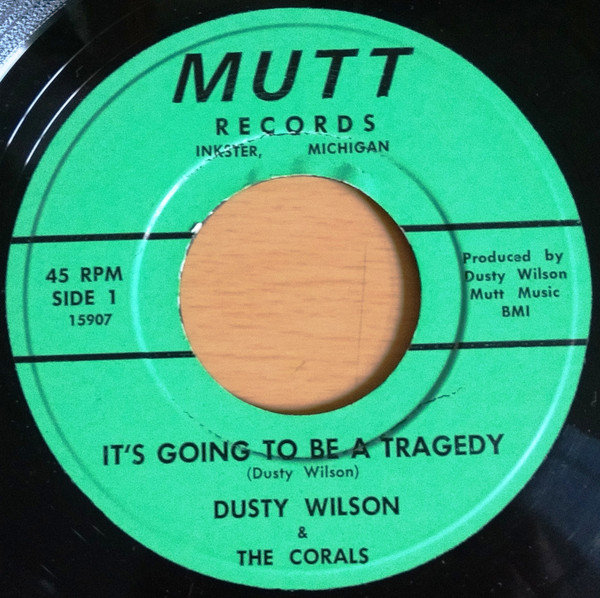 MUTT
RECORDS
INKSTER, MICHIGAN
45 RPM
SIDE 1
15907
Produced by
Dusty Wilson
Mutt Music
BMI
IT'S GOING TO BE A TRAGEDY
(Dusty Wilson)
DUSTY WILSON
&
THE CORALS